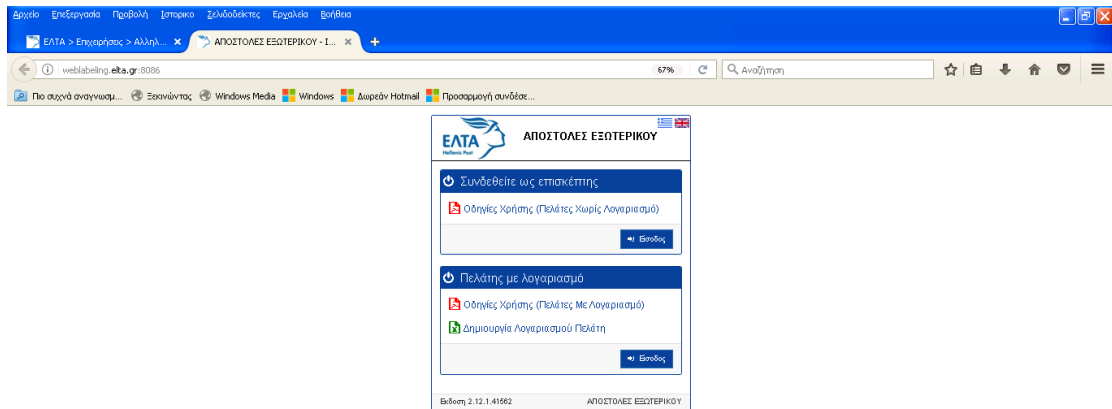 Αρχείο Επεξεργασία Προβολή Ιστορικό Σελιδοδείκτες Εργαλεία Βοήθεια
ΕΛΤΑ > Επιχειρήσεις > Αλληλ... ΑΠΟΣΤΟΛΕΣ ΕΞΩΤΕΡΙΚΟΥ - Ι...
weblabeling.elta.gr:8086 67% Αναζήτηση
Πιο συχνά αναγνωσμ... Ξεκινώντας Windows Media Windows Δωρεάν Hotmail Προσαρμογή συνδέσε...
ΕΛΤΑ ΑΠΟΣΤΟΛΕΣ ΕΞΩΤΕΡΙΚΟΥ
Hellenic Post
Συνδεθείτε ως επισκέπτης
Οδηγίες Χρήσης (Πελάτες Χωρίς Λογαριασμό)
Είσοδος
Πελάτης με λογαριασμό
Οδηγίες Χρήσης (Πελάτες Με Λογαριασμό)
Δημιουργία Λογαριασμού Πελάτη
Είσοδος
Εκδοση 2.12.1.41562 ΑΠΟΣΤΟΛΕΣ ΕΞΩΤΕΡΙΚΟΥ